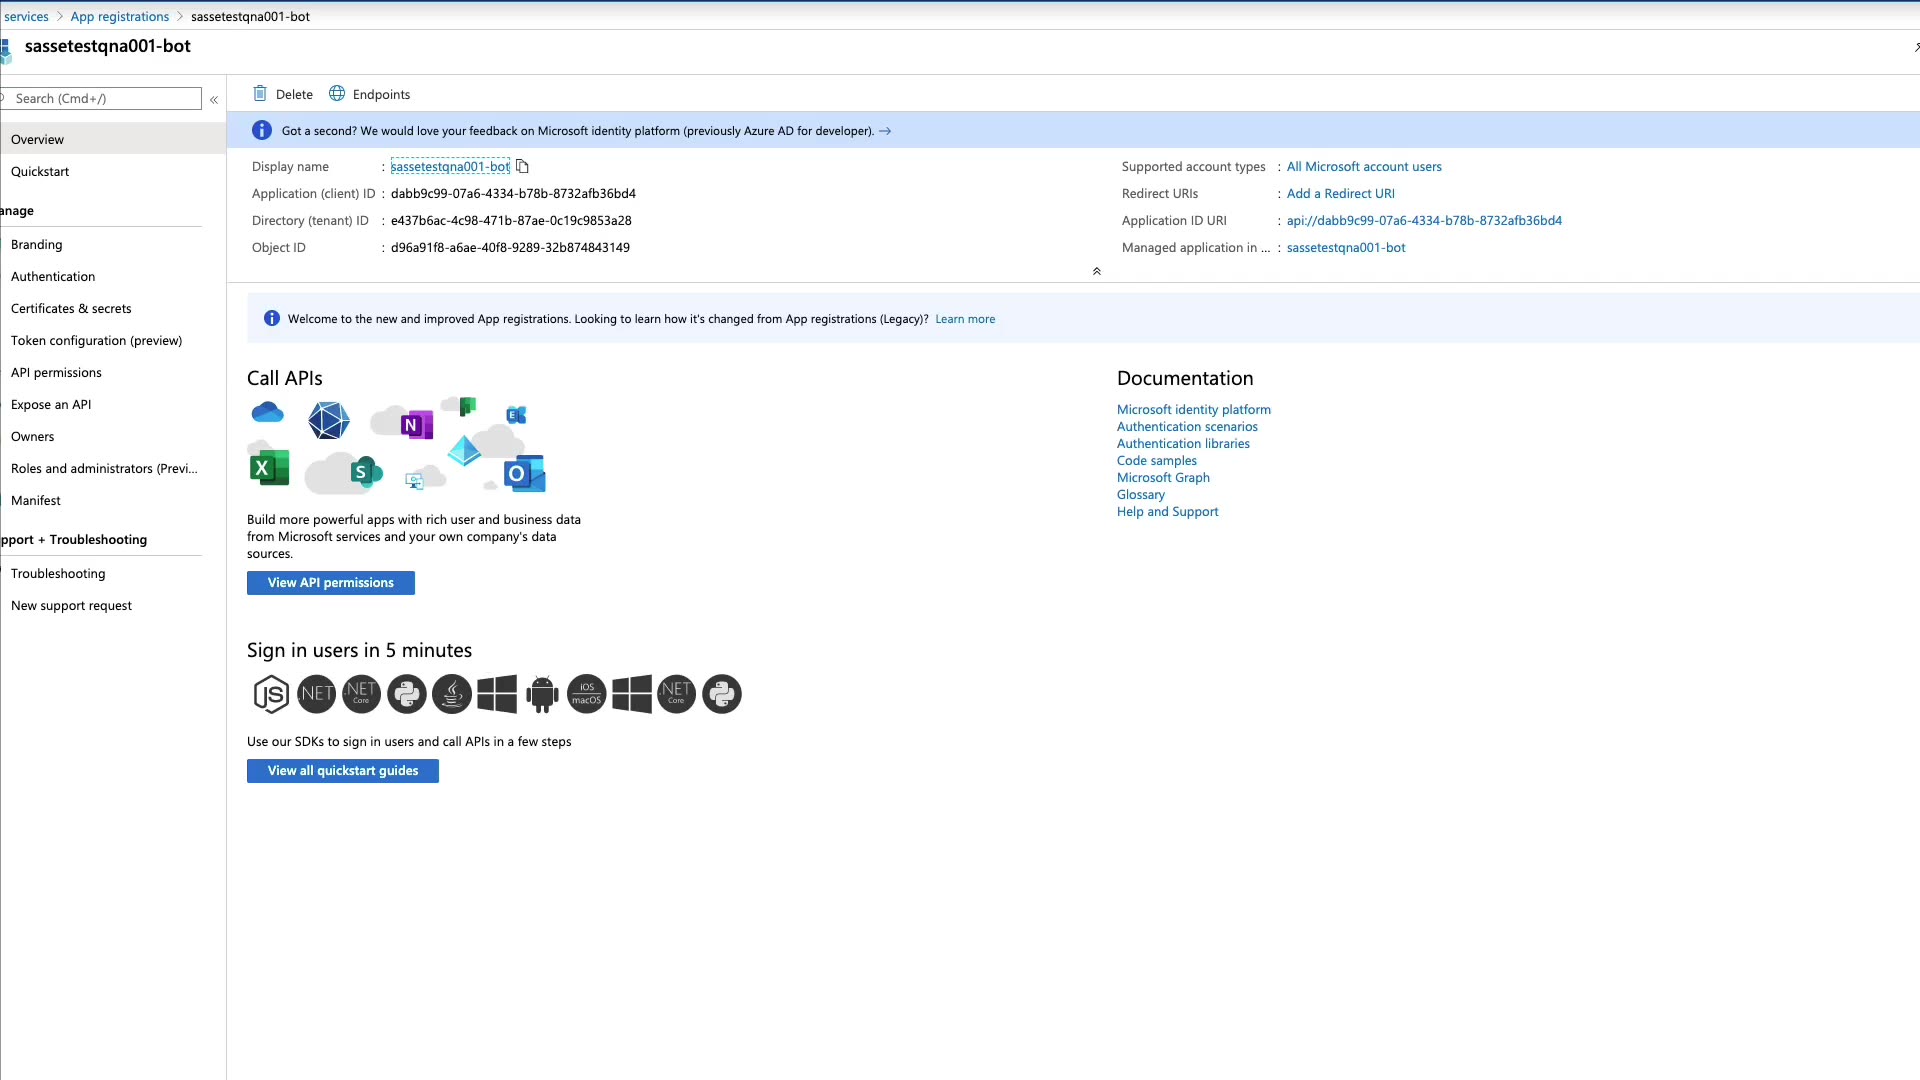 services > App registrations > sassetestqna001-bot
sassetestqna001-bot
Search (Cmd+/)
«
Overview
Quickstart
anage
Branding
Authentication
Certificates & secrets
Token configuration (preview)
API permissions
Expose an API
Owners
Roles and administrators (Previ...
Manifest
pport + Troubleshooting
Troubleshooting
New support request
Delete
Endpoints
Got a second? We would love your feedback on Microsoft identity platform (previously Azure AD for developer). →
Display name : sassetestqna001-bot
Application (client) ID : dabb9c99-07a6-4334-b78b-8732afb36bd4
Directory (tenant) ID : e437b6ac-4c98-471b-87ae-0c19c9853a28
Object ID : d96a91f8-a6ae-40f8-9289-32b874843149
Supported account types : All Microsoft account users
Redirect URIs : Add a Redirect URI
Application ID URI : api://dabb9c99-07a6-4334-b78b-8732afb36bd4
Managed application in ... : sassetestqna001-bot
Welcome to the new and improved App registrations. Looking to learn how it's changed from App registrations (Legacy)? Learn more
Call APIs
N
E
X
S
O
Build more powerful apps with rich user and business data
from Microsoft services and your own company's data
sources.
View API permissions
Documentation
Microsoft identity platform
Authentication scenarios
Authentication libraries
Code samples
Microsoft Graph
Glossary
Help and Support
Sign in users in 5 minutes
JS
.NET
.NET
Core
iOS
macOS
.NET
Core
Use our SDKs to sign in users and call APIs in a few steps
View all quickstart guides